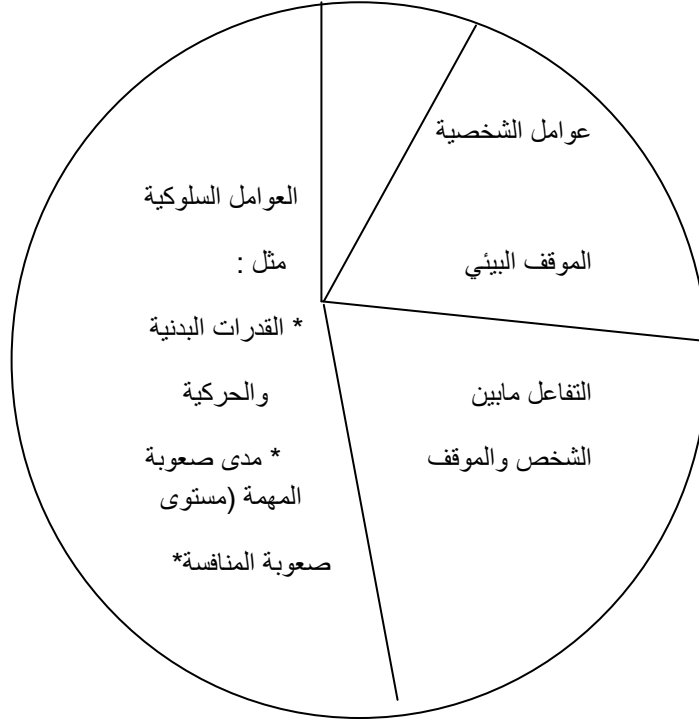 عوامل الشخصية
الموقف البيئي
التفاعل مابين
الشخص والموقف
العوامل السلوكية
مثل :
* القدرات البدنية
والحركية
* مدى صعوبة
المهمة (مستوى
صعوبة المنافسة*